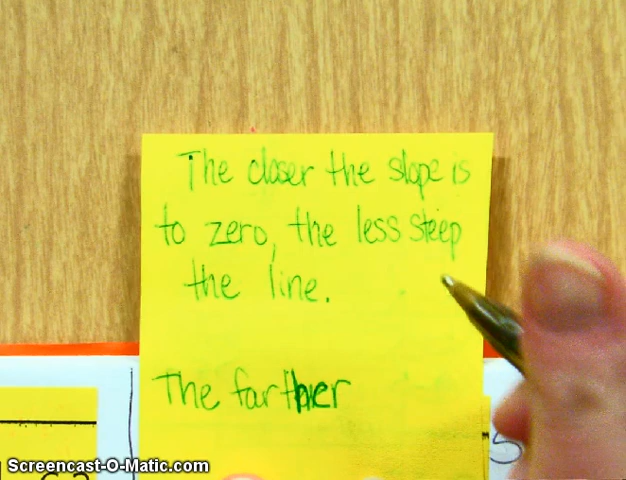 The closer the slope is
to zero, the less steep
the line.
The farther
Screencast-O-Matic.com